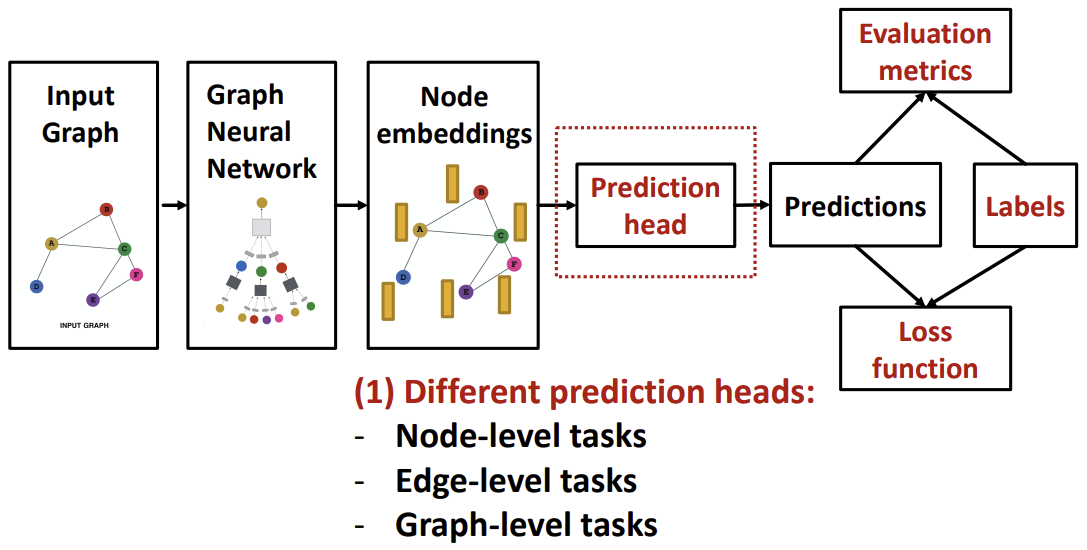 Input
Graph
B
A
C
F
D
E
INPUT GRAPH
Graph
Neural
Network
Node
embeddings
B
A
C
F
D
E
Prediction
head
Predictions
Labels
Evaluation
metrics
Loss
function
(1) Different prediction heads:
- Node-level tasks
- Edge-level tasks
- Graph-level tasks